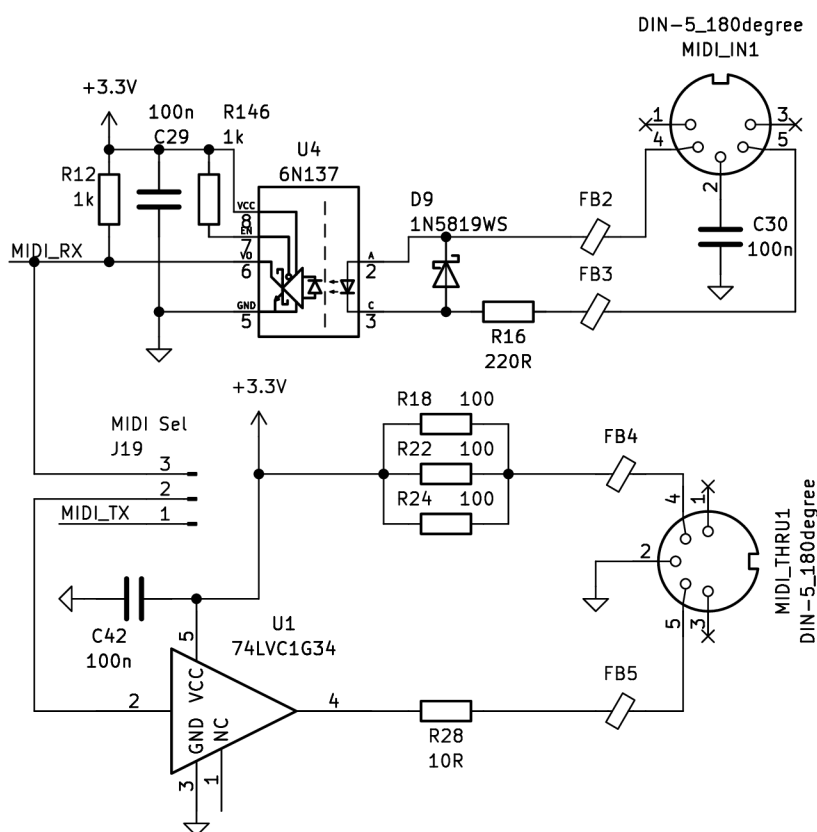 DIN-5_180degree
MIDI_IN1
+3.3V
100n
C29
R146
1k
R12
1k
U4
6N137
VCC
8
EN
7
VO
6
GND
5
A
2
C
3
D9
1N5819WS
FB2
FB3
1
3
4
5
2
C30
100n
MIDI_RX
R16
220R
+3.3V
MIDI Sel
J19
3
2
1
MIDI_TX
R18 100
R22 100
R24 100
FB4
4
1
2
5
3
MIDI_THRU1
DIN-5_180degree
C42
100n
U1
74LVC1G34
5
VCC
2
4
GND
NC
3
1
R28
10R
FB5